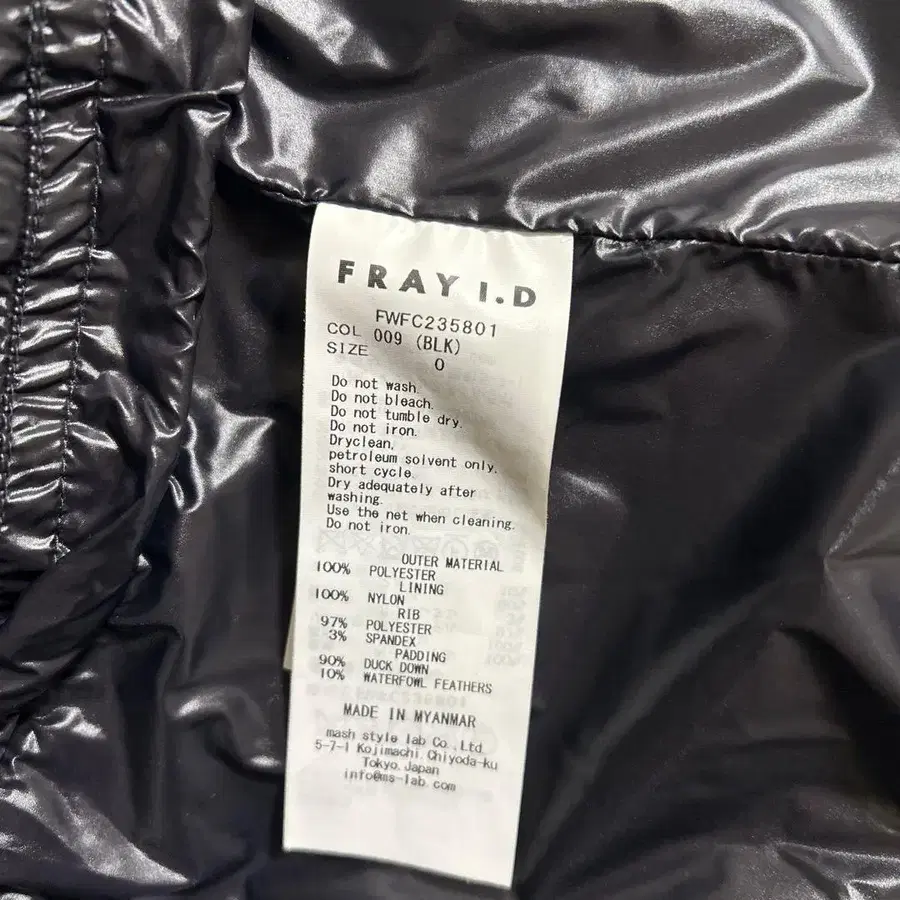 FRAY I.D
FWFC235801
COL 009 (BLK)
SIZE 0
Do not wash.
Do not bleach.
Do not tumble dry.
Do not iron.
Dryclean,
petroleum solvent only.
short cycle.
Dry adequately after
washing.
Use the net when cleaning.
Do not iron.
OUTER MATERIAL
100% POLYESTER
LINING
100% NYLON
RIB
97% POLYESTER
3% SPANDEX
PADDING
90% DUCK DOWN
10% WATERFOWL FEATHERS
MADE IN MYANMAR
mash style lab Co.,Ltd.
5-7-1 Kojimachi Chiyoda-ku
Tokyo.Japan
info@ms-lab.com